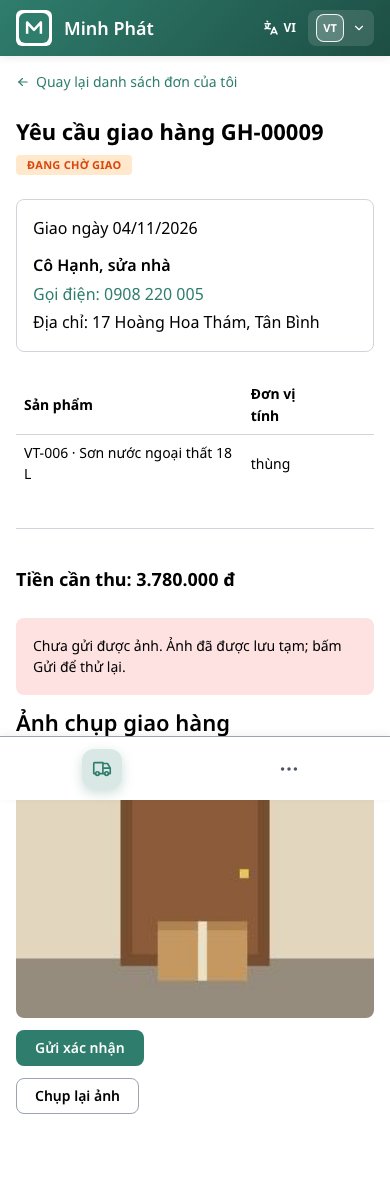 Minh Phát
VI
VT
Quay lại danh sách đơn của tôi
Yêu cầu giao hàng GH-00009
ĐANG CHỜ GIAO
Giao ngày 04/11/2026
Cô Hạnh, sửa nhà
Gọi điện: 0908 220 005
Địa chỉ: 17 Hoàng Hoa Thám, Tân Bình
Sản phẩm
Đơn vị
tính
VT-006 · Sơn nước ngoại thất 18
L
thùng
Tiền cần thu: 3.780.000 đ
Chưa gửi được ảnh. Ảnh đã được lưu tạm; bấm
Gửi để thử lại.
Ảnh chụp giao hàng
Gửi xác nhận
Chụp lại ảnh